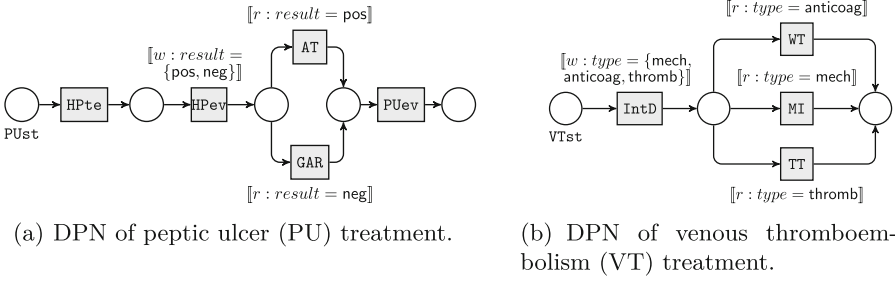 ⟦r : result = pos⟧
AT
⟦w : result =
{pos, neg}⟧
HPte
HPev
PUev
PUst
GAR
⟦r : result = neg⟧
(a) DPN of peptic ulcer (PU) treatment.
⟦r : type = anticoag⟧
WT
⟦w : type = {mech,
anticoag, thromb}⟧
⟦r : type = mech⟧
IntD
MI
VTst
TT
⟦r : type = thromb⟧
(b) DPN of venous thromboem-
bolism (VT) treatment.